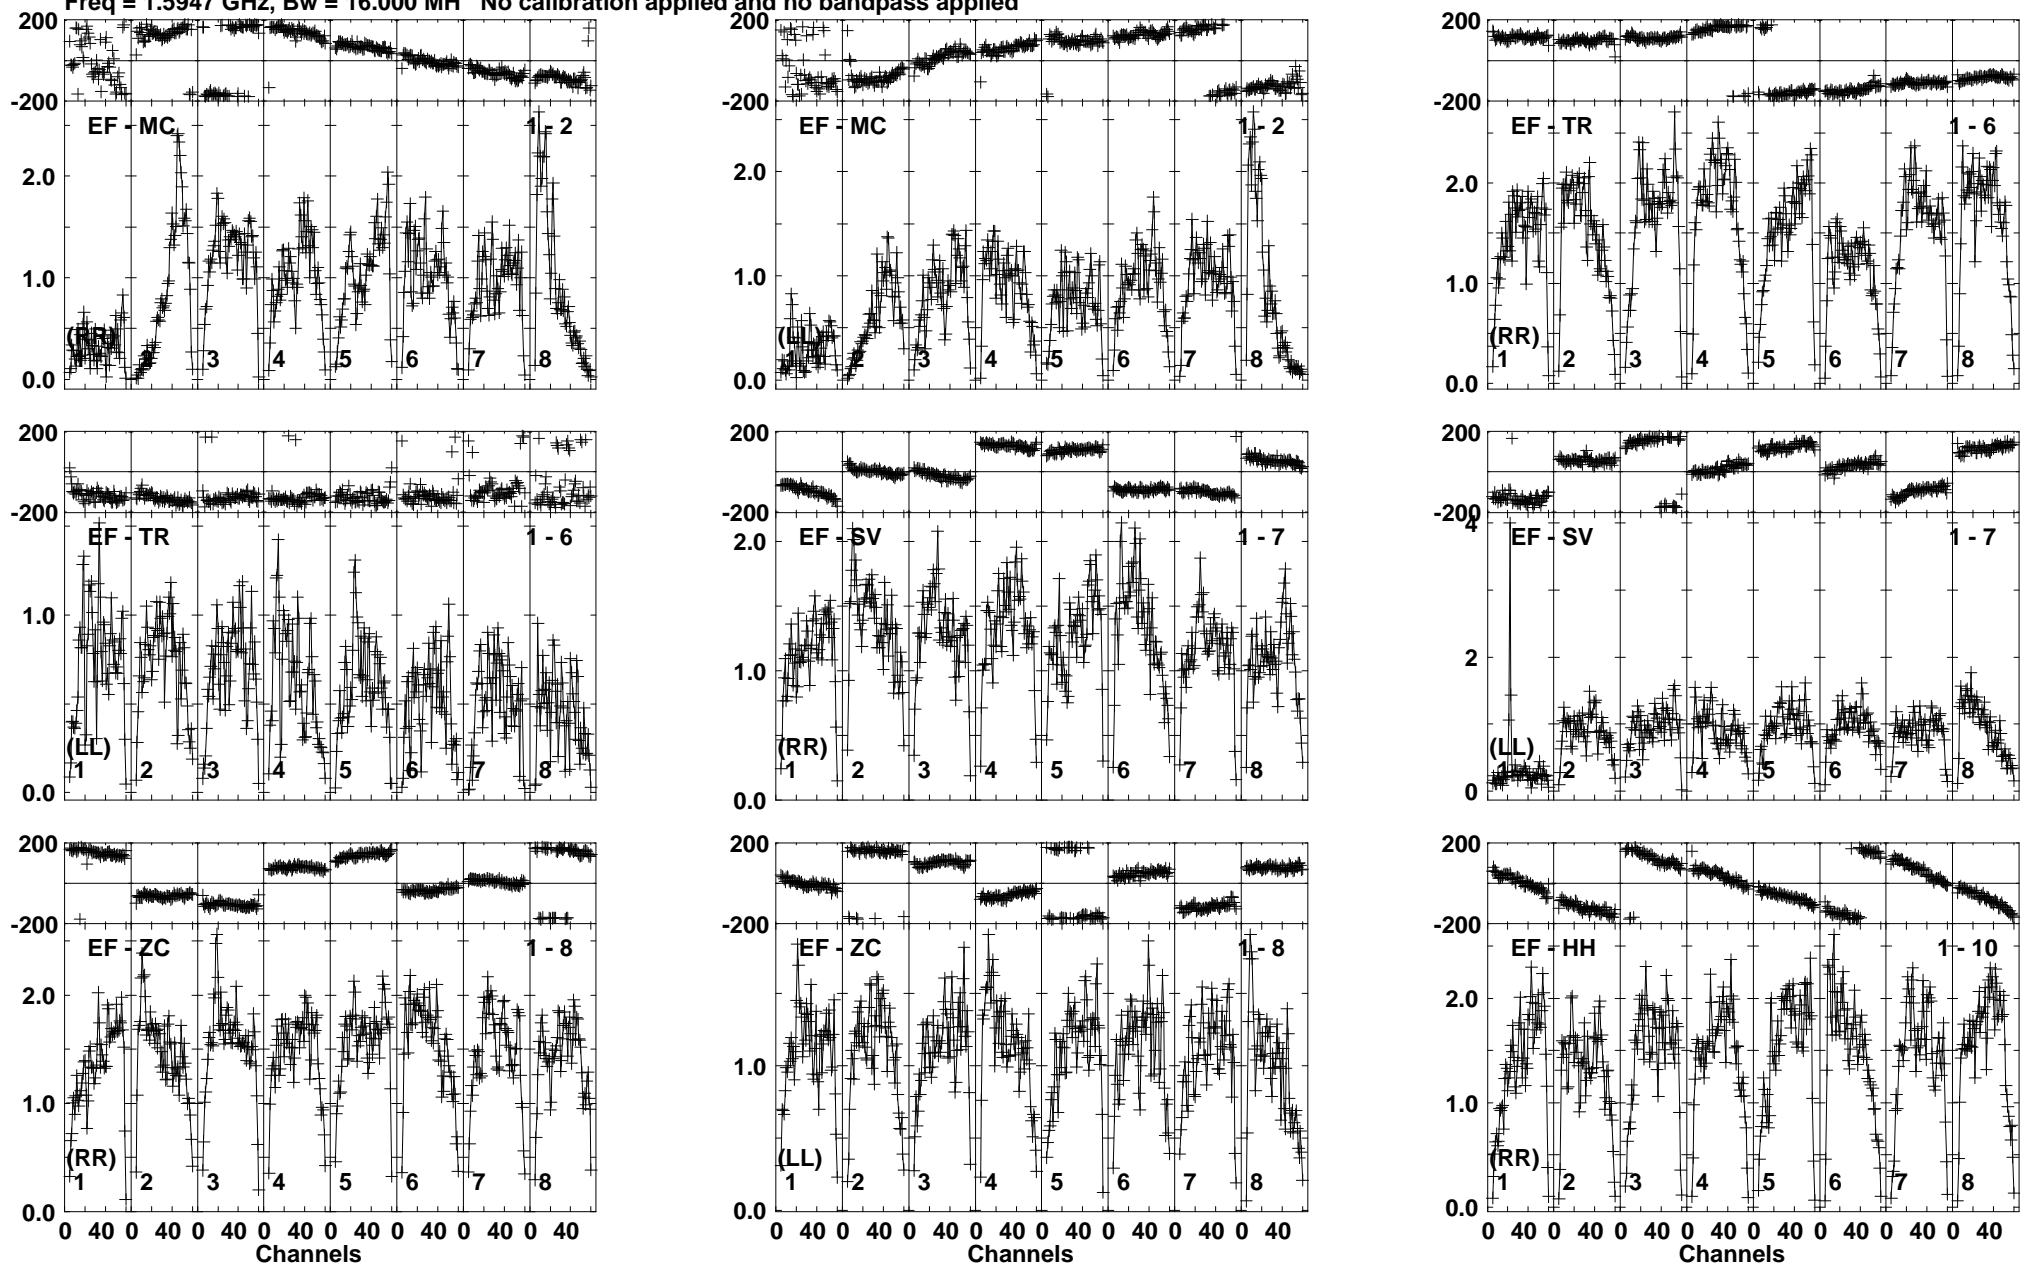 Freq = 1.5947 GHz, Bw = 16.000 MH No calibration applied and no bandpass applied
200
-200
EF - MC 1 - 2
2.0
1.0
0.0
(RR)
1 2 3 4 5 6 7 8
200
-200
EF - MC 1 - 2
2.0
1.0
0.0
(LL)
1 2 3 4 5 6 7 8
200
-200
EF - TR 1 - 6
2.0
1.0
0.0
(RR)
1 2 3 4 5 6 7 8
200
-200
EF - TR 1 - 6
1.0
0.0
(LL)
1 2 3 4 5 6 7 8
200
-200
EF - SV 1 - 7
2.0
1.0
0.0
(RR)
1 2 3 4 5 6 7 8
200
-200
EF - SV 1 - 7
4
2
0
(LL)
1 2 3 4 5 6 7 8
200
-200
EF - ZC 1 - 8
2.0
1.0
0.0
(RR)
1 2 3 4 5 6 7 8
0 40 0 40 0 40 0 40 0 40 0 40 0 40 0 40
Channels
200
-200
EF - ZC 1 - 8
1.0
0.0
(LL)
1 2 3 4 5 6 7 8
0 40 0 40 0 40 0 40 0 40 0 40 0 40 0 40
Channels
200
-200
EF - HH 1 - 10
2.0
1.0
0.0
(RR)
1 2 3 4 5 6 7 8
0 40 0 40 0 40 0 40 0 40 0 40 0 40 0 40
Channels